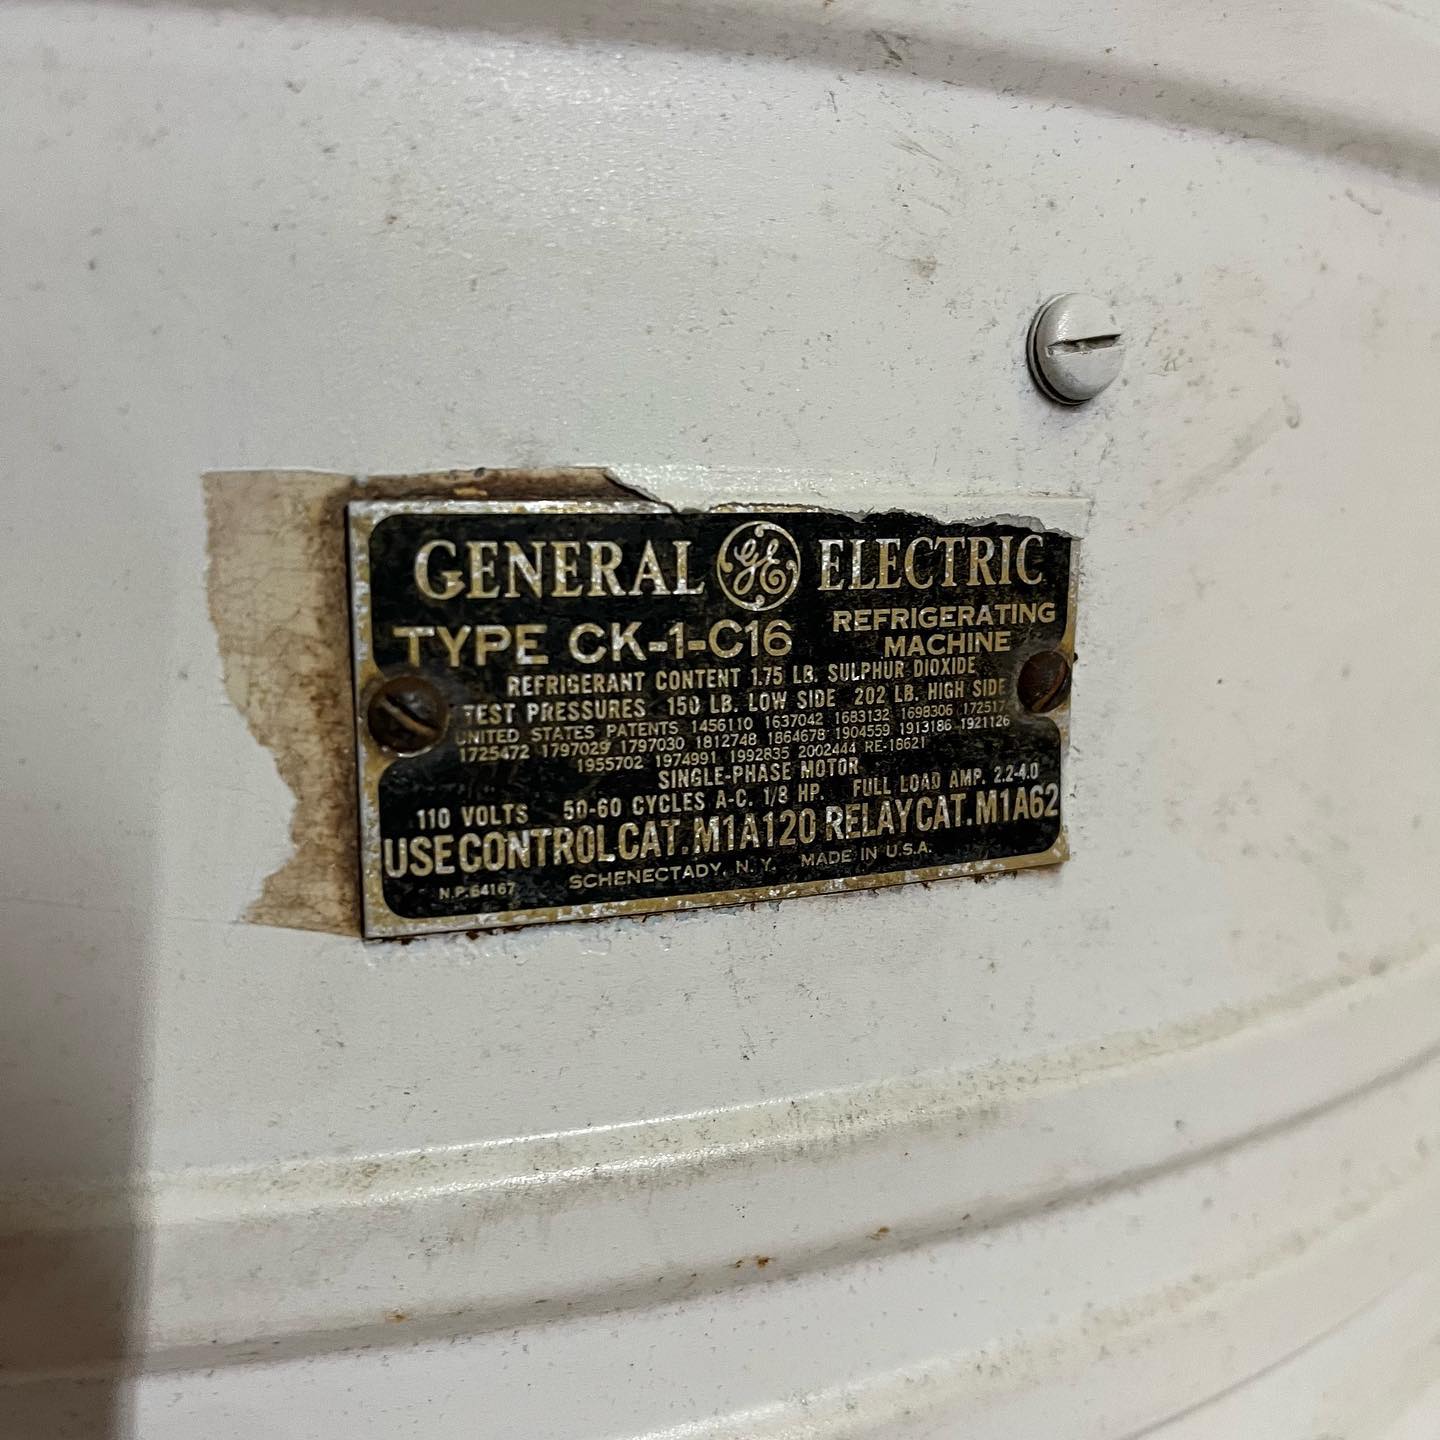 GENERAL GE ELECTRIC
TYPE CK-1-C16 REFRIGERATING MACHINE
REFRIGERANT CONTENT 1.75 LB. SULPHUR DIOXIDE
TEST PRESSURES 150 LB. LOW SIDE 202 LB. HIGH SIDE
UNITED STATES PATENTS 1456110 1637042 1683132 1698306
1725472 1797029 1797030 1812748 1864678 1904559 1913186 1921126
1955702 1974991 1992835 2002444 RE-18621
SINGLE-PHASE MOTOR
110 VOLTS 50-60 CYCLES A-C. 1/8 HP. FULL LOAD AMP. 2.2-4.0
USE CONTROL CAT. M1A120 RELAY CAT. M1A62
N.P. 64167 SCHENECTADY, N. Y. MADE IN U.S.A.